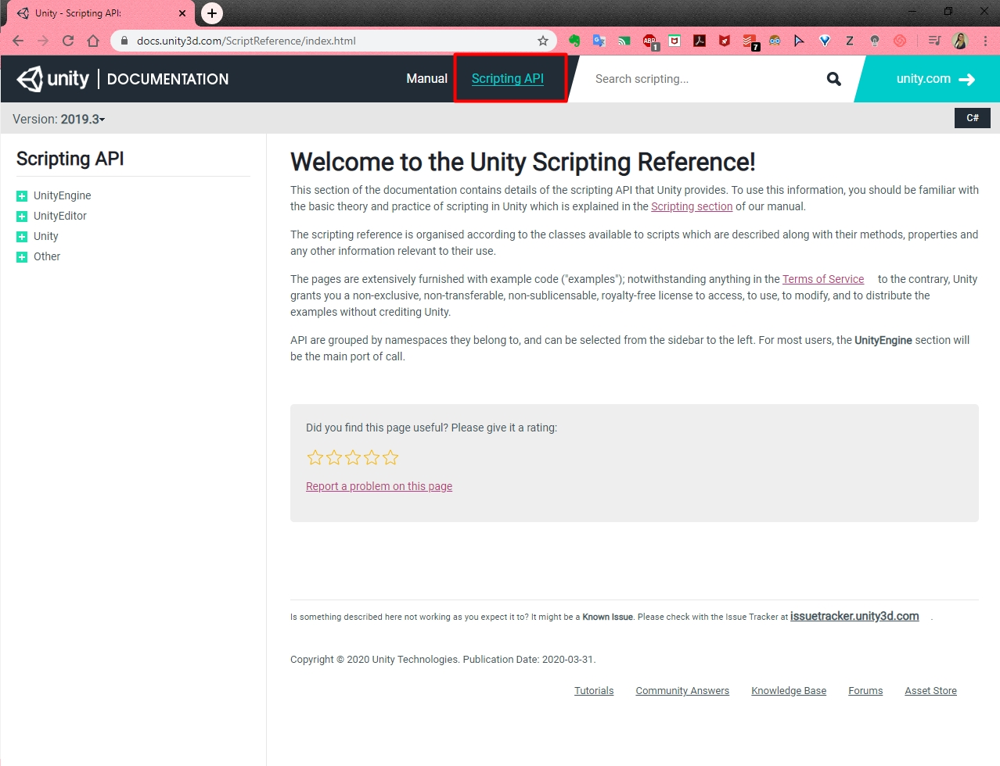 Unity - Scripting API:
docs.unity3d.com/ScriptReference/index.html
ABP
1
7
Z
unity | DOCUMENTATION
Manual
Scripting API
Search scripting...
unity.com
Version: 2019.3
C#
Scripting API
UnityEngine
UnityEditor
Unity
Other
Welcome to the Unity Scripting Reference!
This section of the documentation contains details of the scripting API that Unity provides. To use this information, you should be familiar with
the basic theory and practice of scripting in Unity which is explained in the Scripting section of our manual.
The scripting reference is organised according to the classes available to scripts which are described along with their methods, properties and
any other information relevant to their use.
The pages are extensively furnished with example code ("examples"); notwithstanding anything in the Terms of Service to the contrary, Unity
grants you a non-exclusive, non-transferable, non-sublicensable, royalty-free license to access, to use, to modify, and to distribute the
examples without crediting Unity.
API are grouped by namespaces they belong to, and can be selected from the sidebar to the left. For most users, the UnityEngine section will
be the main port of call.
Did you find this page useful? Please give it a rating:
Report a problem on this page
Is something described here not working as you expect it to? It might be a Known Issue. Please check with the Issue Tracker at issuetracker.unity3d.com .
Copyright © 2020 Unity Technologies. Publication Date: 2020-03-31.
Tutorials Community Answers Knowledge Base Forums Asset Store